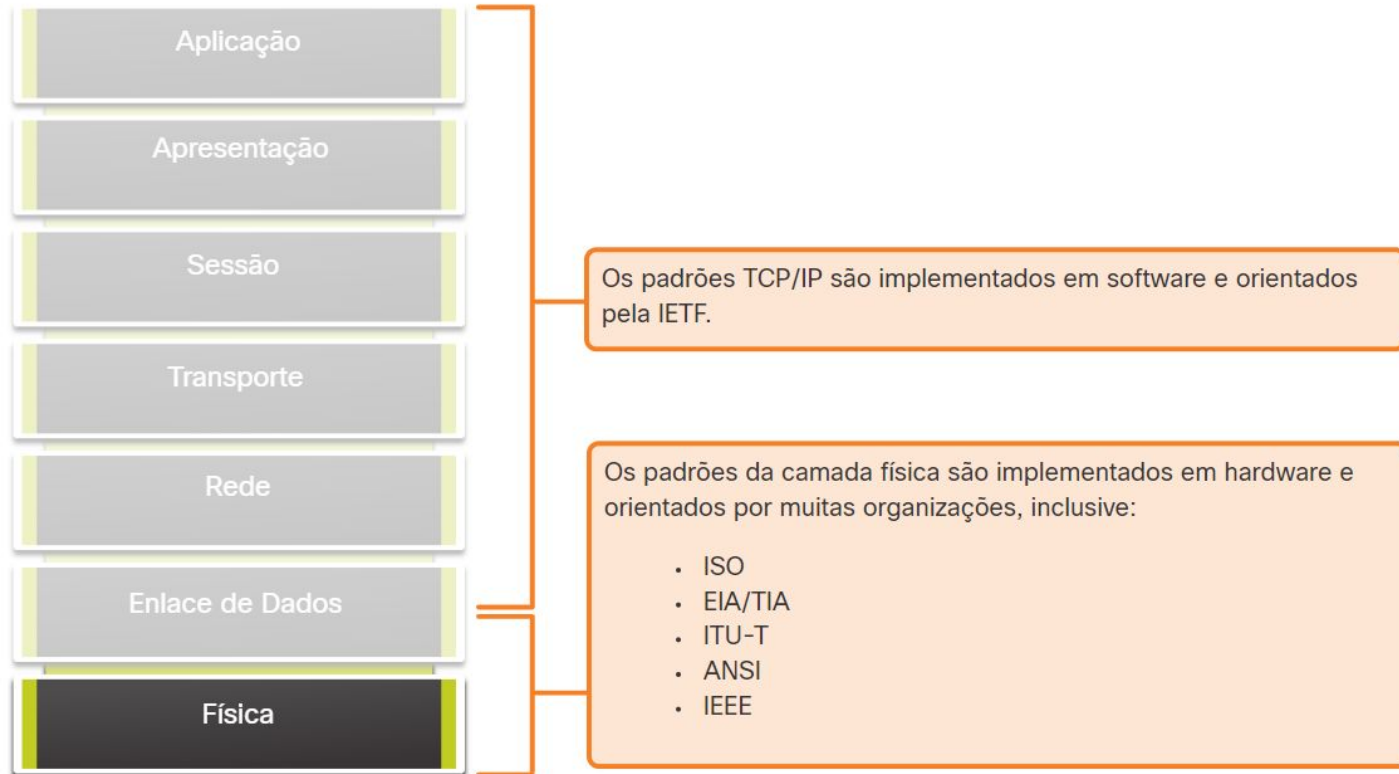 Aplicação
Apresentação
Sessão
Transporte
Rede
Enlace de Dados
Física
Os padrões TCP/IP são implementados em software e orientados
pela IETF.
Os padrões da camada física são implementados em hardware e
orientados por muitas organizações, inclusive:
• ISO
• EIA/TIA
• ITU-T
• ANSI
• IEEE